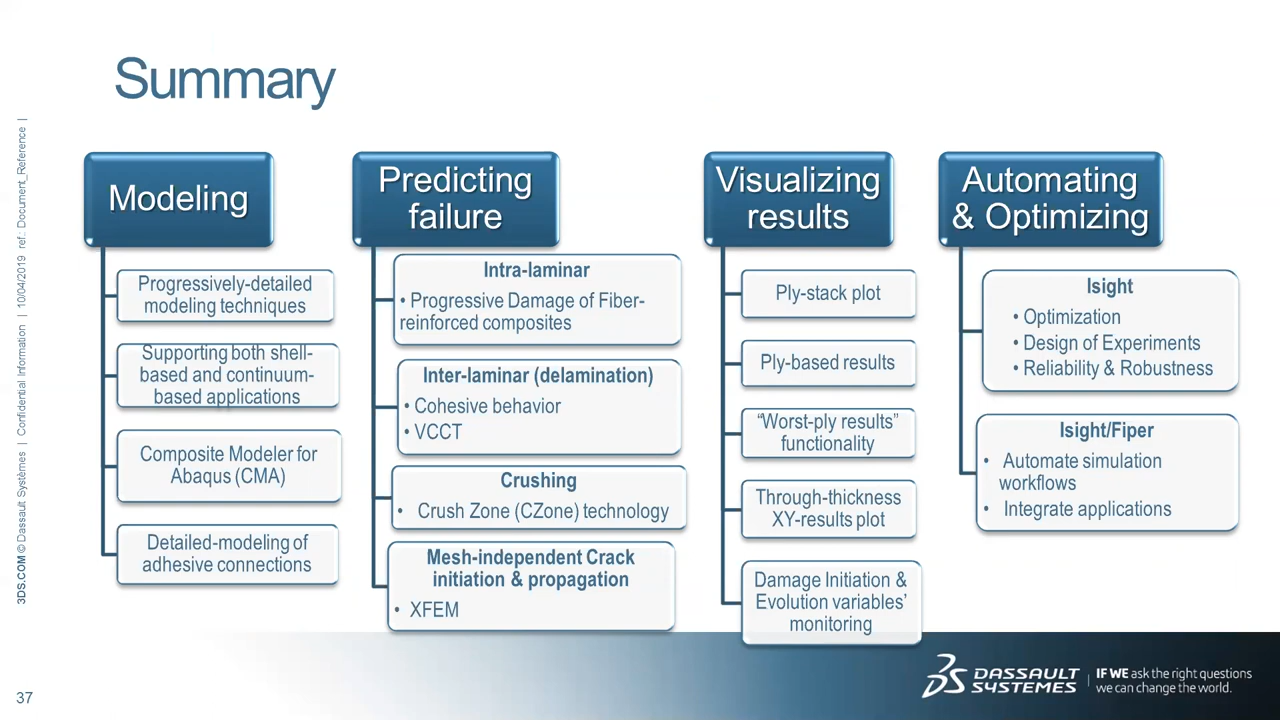 Summary
Modeling
Progressively-detailed
modeling techniques
Supporting both shell-
based and continuum-
based applications
Composite Modeler for
Abaqus (CMA)
Detailed-modeling of
adhesive connections
Predicting
failure
Intra-laminar
• Progressive Damage of Fiber-
reinforced composites
Inter-laminar (delamination)
• Cohesive behavior
• VCCT
Crushing
• Crush Zone (CZone) technology
Mesh-independent Crack
initiation & propagation
• XFEM
Visualizing
results
Ply-stack plot
Ply-based results
“Worst-ply results”
functionality
Through-thickness
XY-results plot
Damage Initiation &
Evolution variables’
monitoring
Automating
& Optimizing
Isight
• Optimization
• Design of Experiments
• Reliability & Robustness
Isight/Fiper
• Automate simulation
workflows
• Integrate applications
3DS.COM © Dassault Systèmes | Confidential Information | 10/04/2019 ref.: Document_Reference |
37
DASSAULT
SYSTEMES
IF WE ask the right questions
we can change the world.